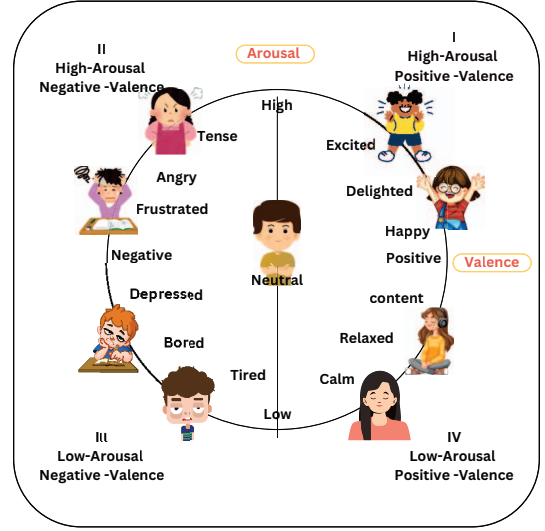 II
High-Arousal
Negative -Valence
Arousal
I
High-Arousal
Positive -Valence
High
Tense
Excited
Angry
Delighted
Frustrated
Happy
Negative
Positive
Valence
Neutral
Depressed
content
Bored
Relaxed
Tired
Calm
Low
Ill
Low-Arousal
Negative -Valence
IV
Low-Arousal
Positive -Valence